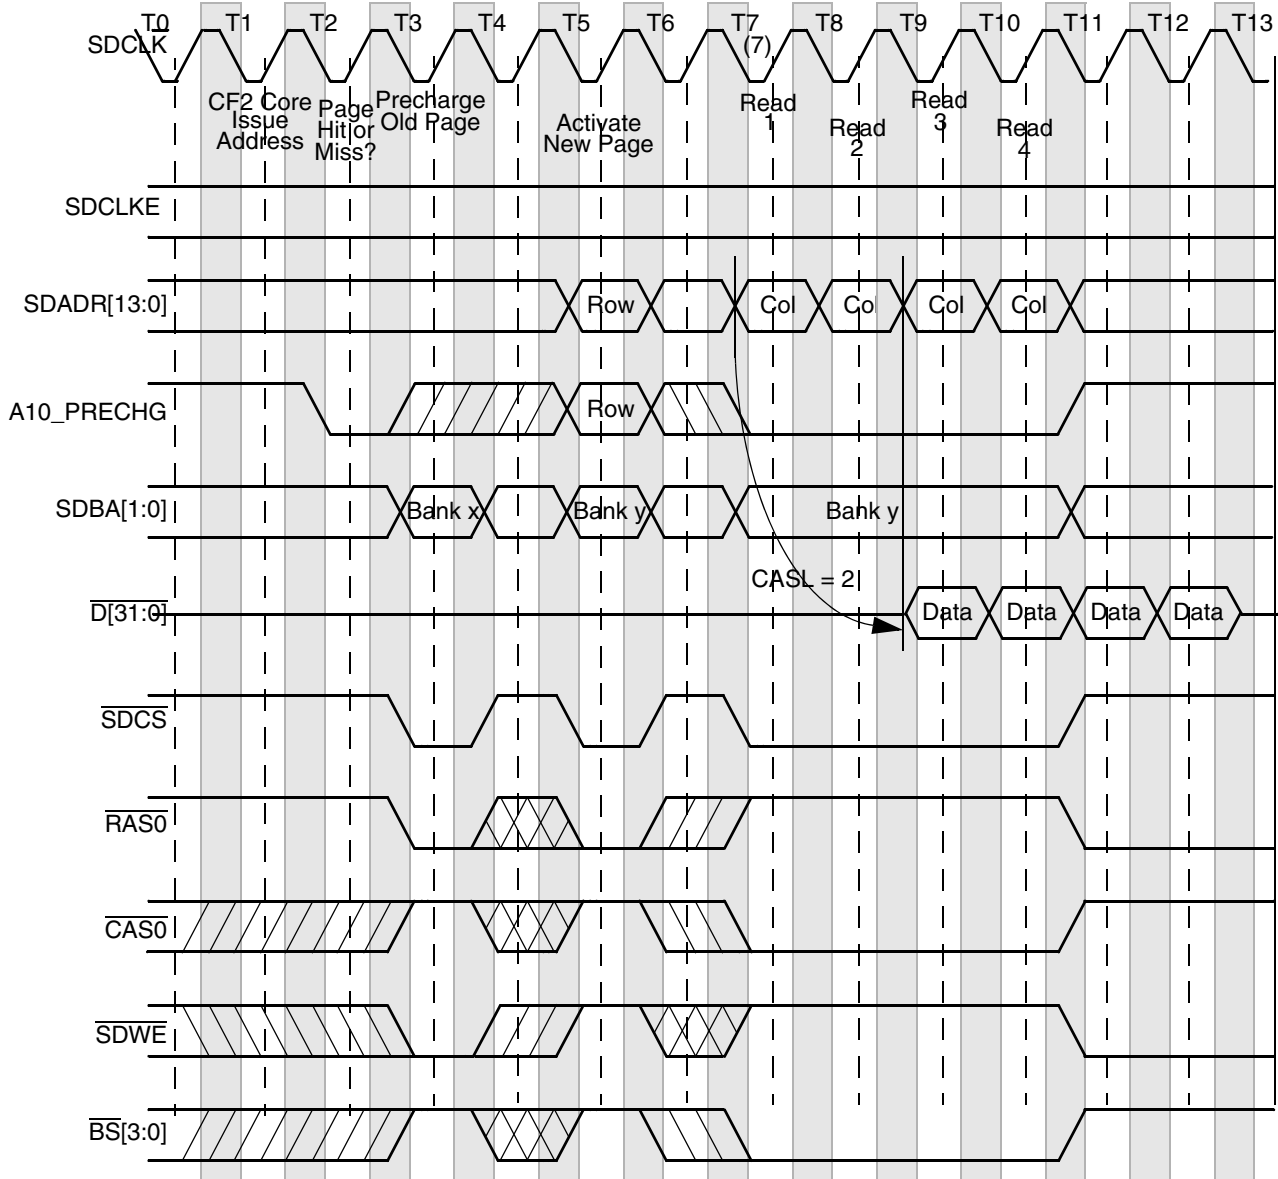 T0 T1 T2 T3 T4 T5 T6 T7 T8 T9 T10 T11 T12 T13
SDCLK
(7)
CF2 Core
Issue
Address
Page
Hit or
Miss?
Precharge
Old Page
Activate
New Page
Read
1
Read
2
Read
3
Read
4
SDCLKE
SDADR[13:0]
Row Col Col Col Col
A10_PRECHG
Row
SDBA[1:0]
Bank x Bank y Bank y
CASL = 2
D[31:0]
Data Data Data Data
SDCS
RAS0
CAS0
SDWE
BS[3:0]